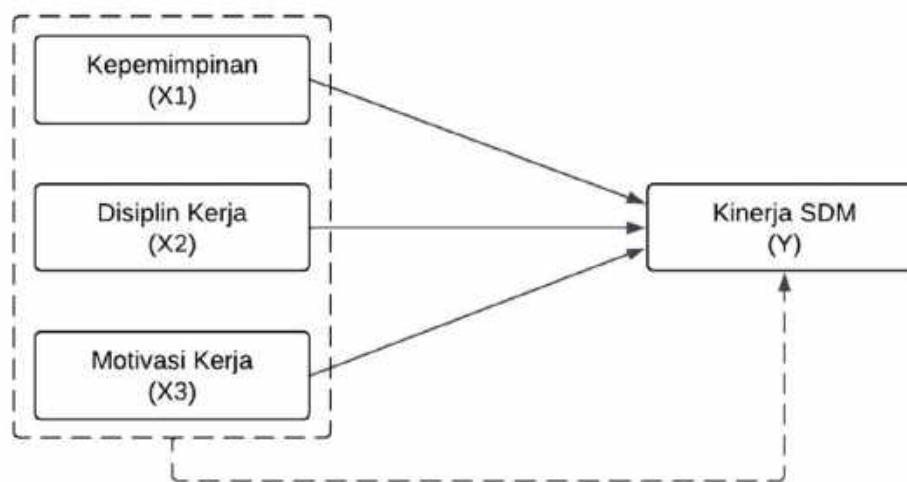 Kepemimpinan
(X1)
Disiplin Kerja
(X2)
Motivasi Kerja
(X3)
Kinerja SDM
(Y)